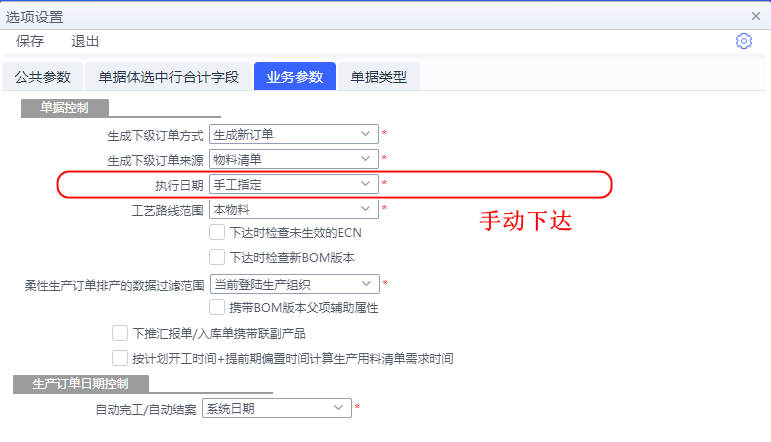 选项设置
保存 退出
公共参数 单据体选中行合计字段 业务参数 单据类型
单据控制
生成下级订单方式 生成新订单 *
生成下级订单来源 物料清单 *
执行日期 手工指定 *
工艺路线范围 本物料 *
手动下达
下达时检查未生效的ECN
下达时检查新BOM版本
柔性生产订单排产的数据过滤范围 当前登陆生产组织 *
携带BOM版本父项辅助属性
下推汇报单/入库单携带联副产品
按计划开工时间+提前期偏置时间计算生产用料清单需求时间
生产订单日期控制
自动完工/自动结案 系统日期 *